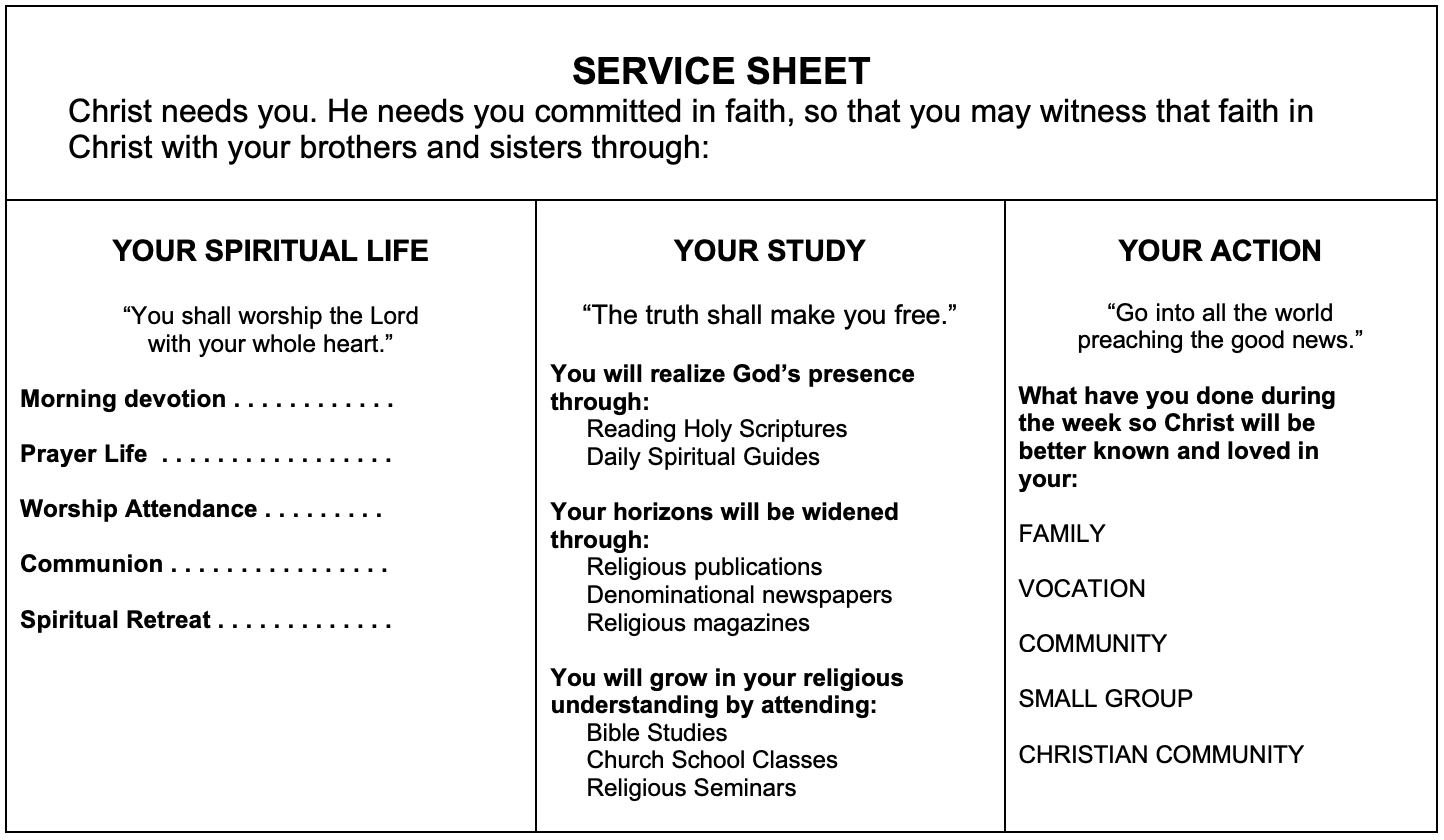 SERVICE SHEET
Christ needs you. He needs you committed in faith, so that you may witness that faith in
Christ with your brothers and sisters through:
YOUR SPIRITUAL LIFE
“You shall worship the Lord
with your whole heart.”
Morning devotion . . . . . . . . . . . .
Prayer Life . . . . . . . . . . . . . . . . .
Worship Attendance . . . . . . . . .
Communion . . . . . . . . . . . . . . . .
Spiritual Retreat . . . . . . . . . . . . .
YOUR STUDY
“The truth shall make you free.”
You will realize God’s presence
through:
Reading Holy Scriptures
Daily Spiritual Guides
Your horizons will be widened
through:
Religious publications
Denominational newspapers
Religious magazines
You will grow in your religious
understanding by attending:
Bible Studies
Church School Classes
Religious Seminars
YOUR ACTION
“Go into all the world
preaching the good news.”
What have you done during
the week so Christ will be
better known and loved in
your:
FAMILY
VOCATION
COMMUNITY
SMALL GROUP
CHRISTIAN COMMUNITY